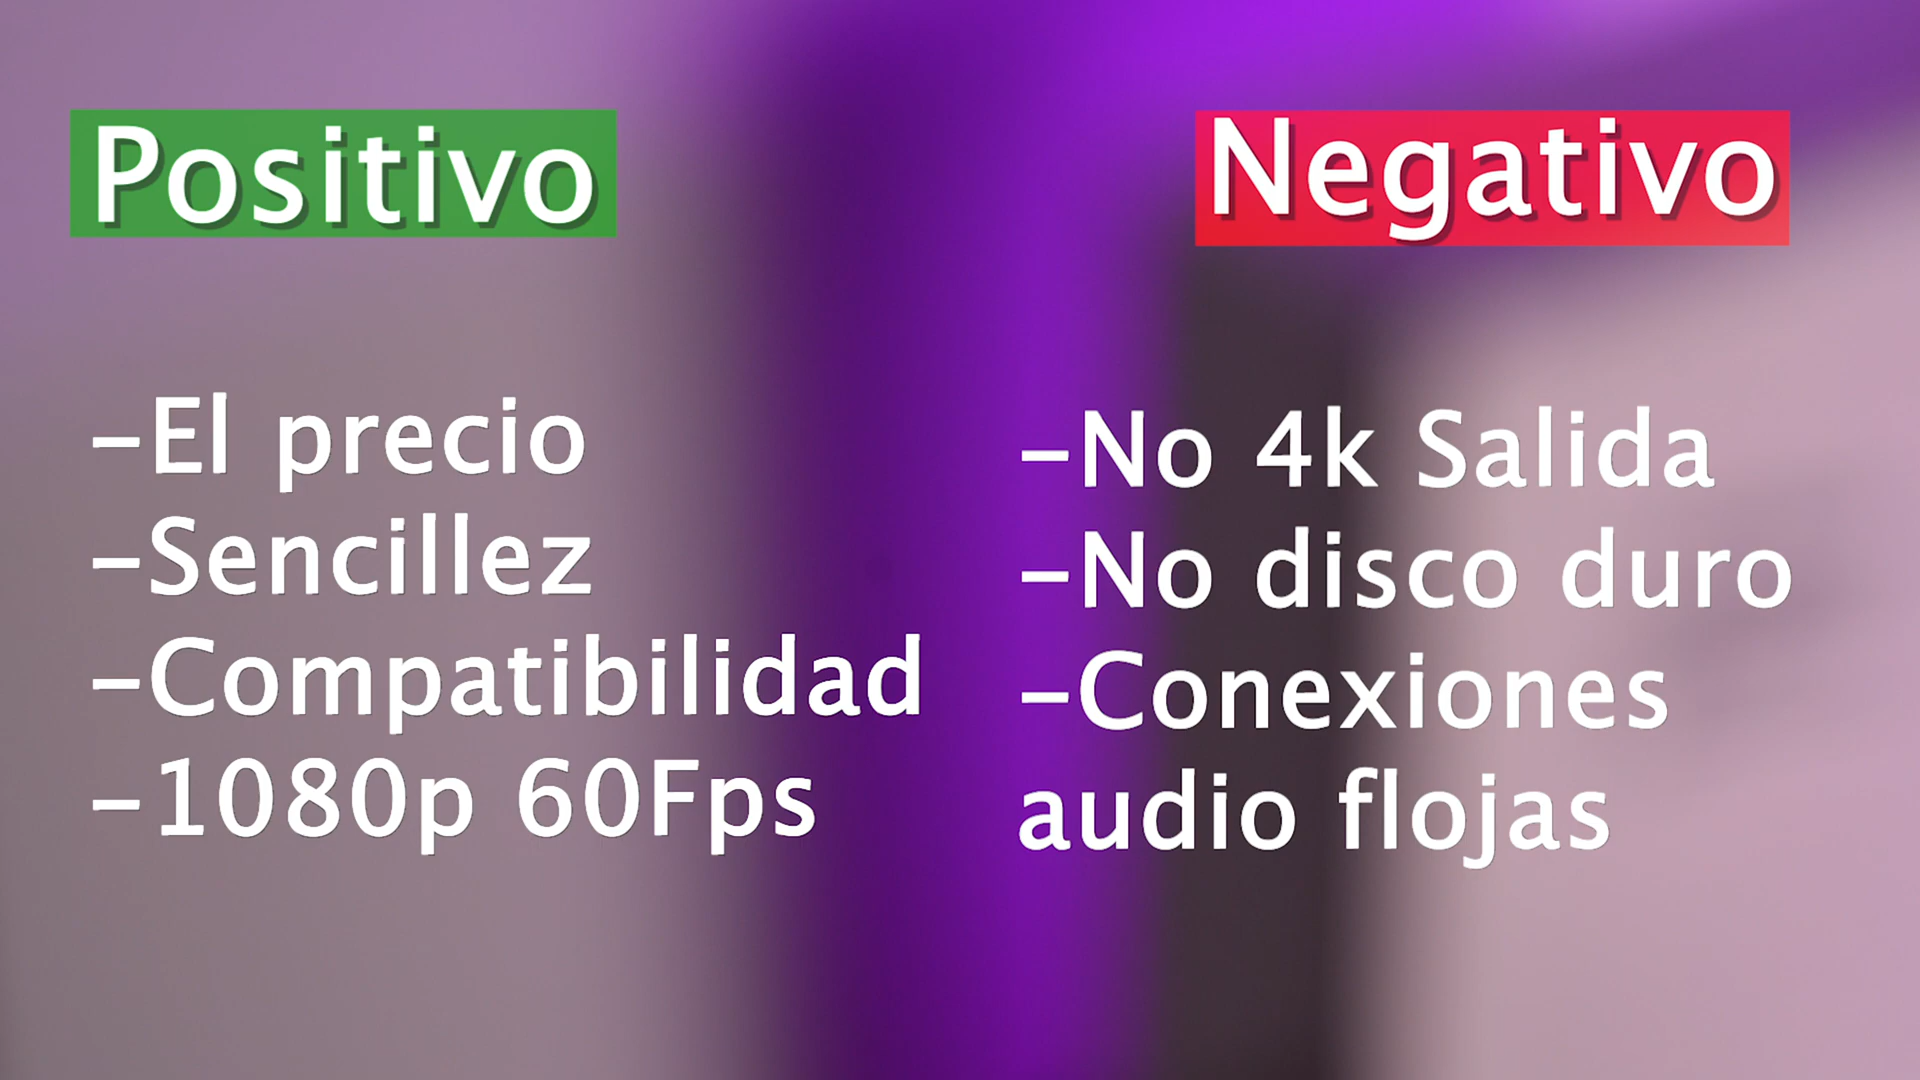 Positivo
-El precio
-Sencillez
-Compatibilidad
-1080p 60Fps
Negativo
-No 4k Salida
-No disco duro
-Conexiones
audio flojas